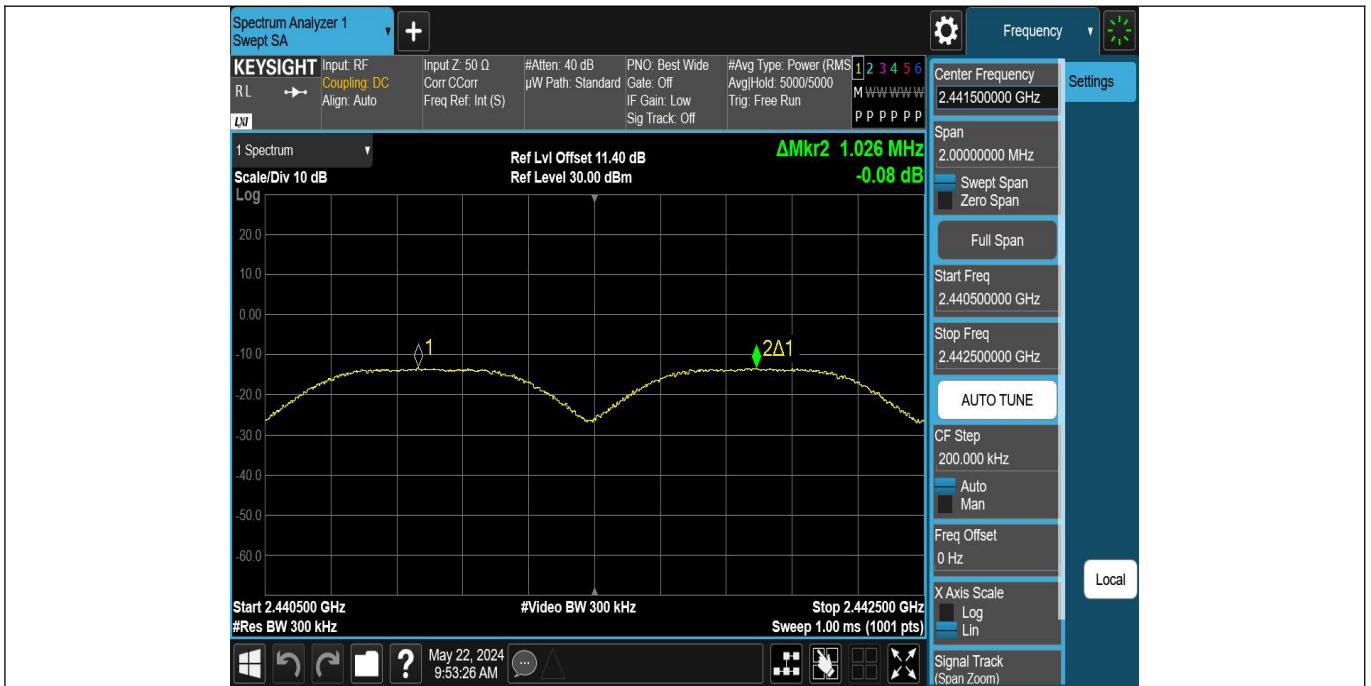 Spectrum Analyzer 1
Swept SA
+
Frequency
KEYSIGHT
RL
LXI
Input: RF
Coupling: DC
Align: Auto
Input Z: 50 Ω
Corr CCorr
Freq Ref: Int (S)
#Atten: 40 dB
µW Path: Standard
PNO: Best Wide
Gate: Off
IF Gain: Low
Sig Track: Off
#Avg Type: Power (RMS
Avg|Hold: 5000/5000
Trig: Free Run
1 2 3 4 5 6
M W W W W W
P P P P P P
1 Spectrum
Scale/Div 10 dB
Log
Ref Lvl Offset 11.40 dB
Ref Level 30.00 dBm
ΔMkr2 1.026 MHz
-0.08 dB
20.0
10.0
0.00
-10.0
-20.0
-30.0
-40.0
-50.0
-60.0
1
2Δ1
Start 2.440500 GHz
#Res BW 300 kHz
#Video BW 300 kHz
Stop 2.442500 GHz
Sweep 1.00 ms (1001 pts)
Center Frequency
2.441500000 GHz
Settings
Span
2.00000000 MHz
Swept Span
Zero Span
Full Span
Start Freq
2.440500000 GHz
Stop Freq
2.442500000 GHz
AUTO TUNE
CF Step
200.000 kHz
Auto
Man
Freq Offset
0 Hz
X Axis Scale
Log
Lin
Local
Signal Track
(Span Zoom)
?
May 22, 2024
9:53:26 AM